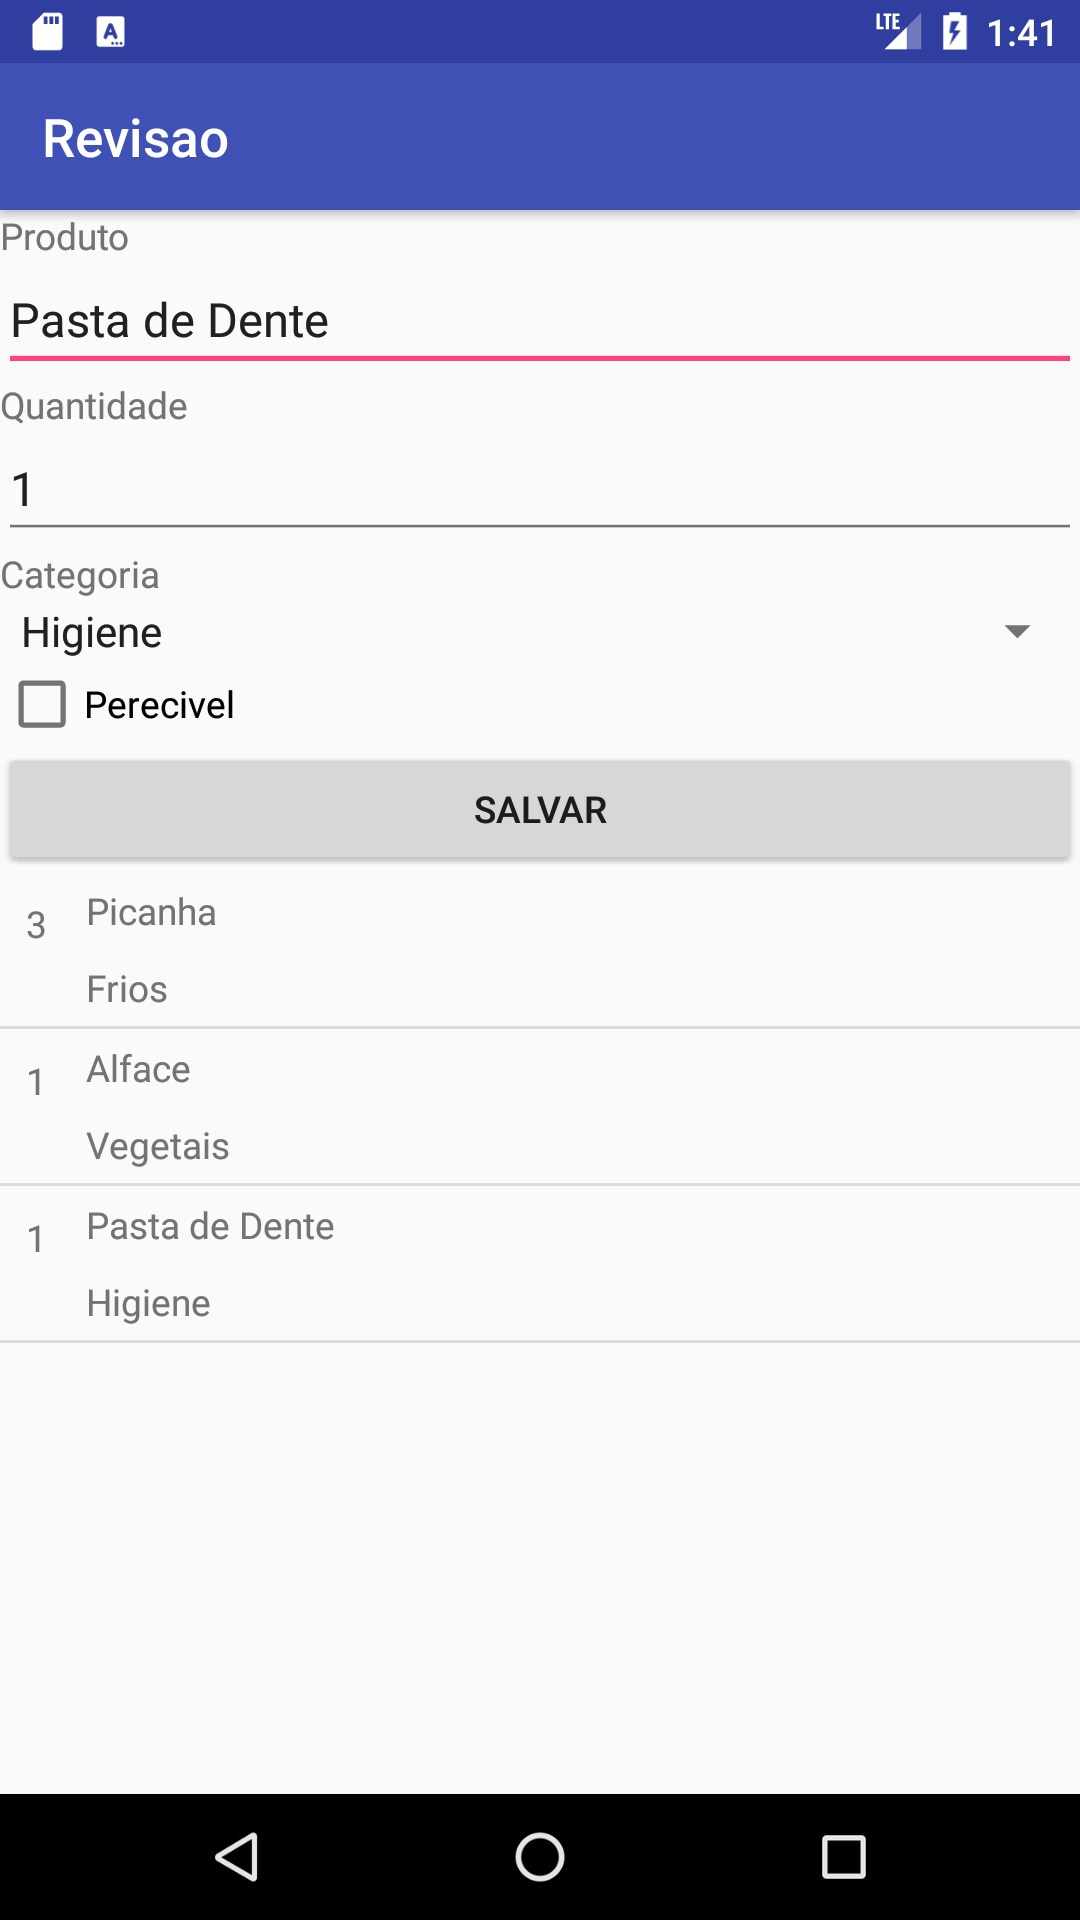 LTE 1:41
Revisao
Produto
Pasta de Dente
Quantidade
1
Categoria
Higiene
Perecivel
SALVAR
3 Picanha
Frios
1 Alface
Vegetais
1 Pasta de Dente
Higiene